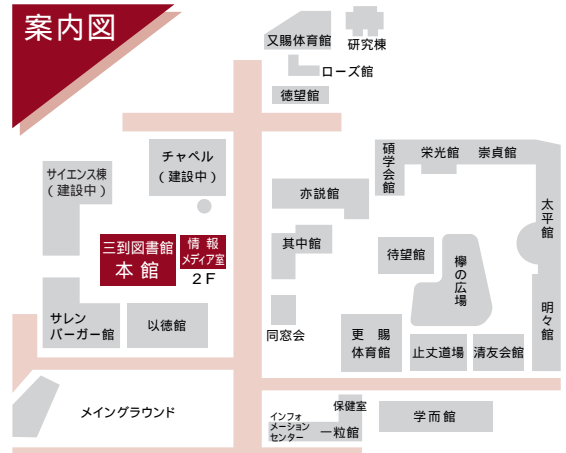 案内図
又賜体育館
研究棟
ローズ館
徳望館
チャペル
(建設中)
サイエンス棟
(建設中)
碩学会館
栄光館
崇貞館
亦説館
太平館
三到図書館
本館
情報
メディア室
2F
其中館
待望館
欅の広場
サレン
バーガー館
以徳館
同窓会
更賜
体育館
止丈道場
清友会館
明々館
メイングラウンド
保健室
インフォ
メーション
センター
一粒館
学而館